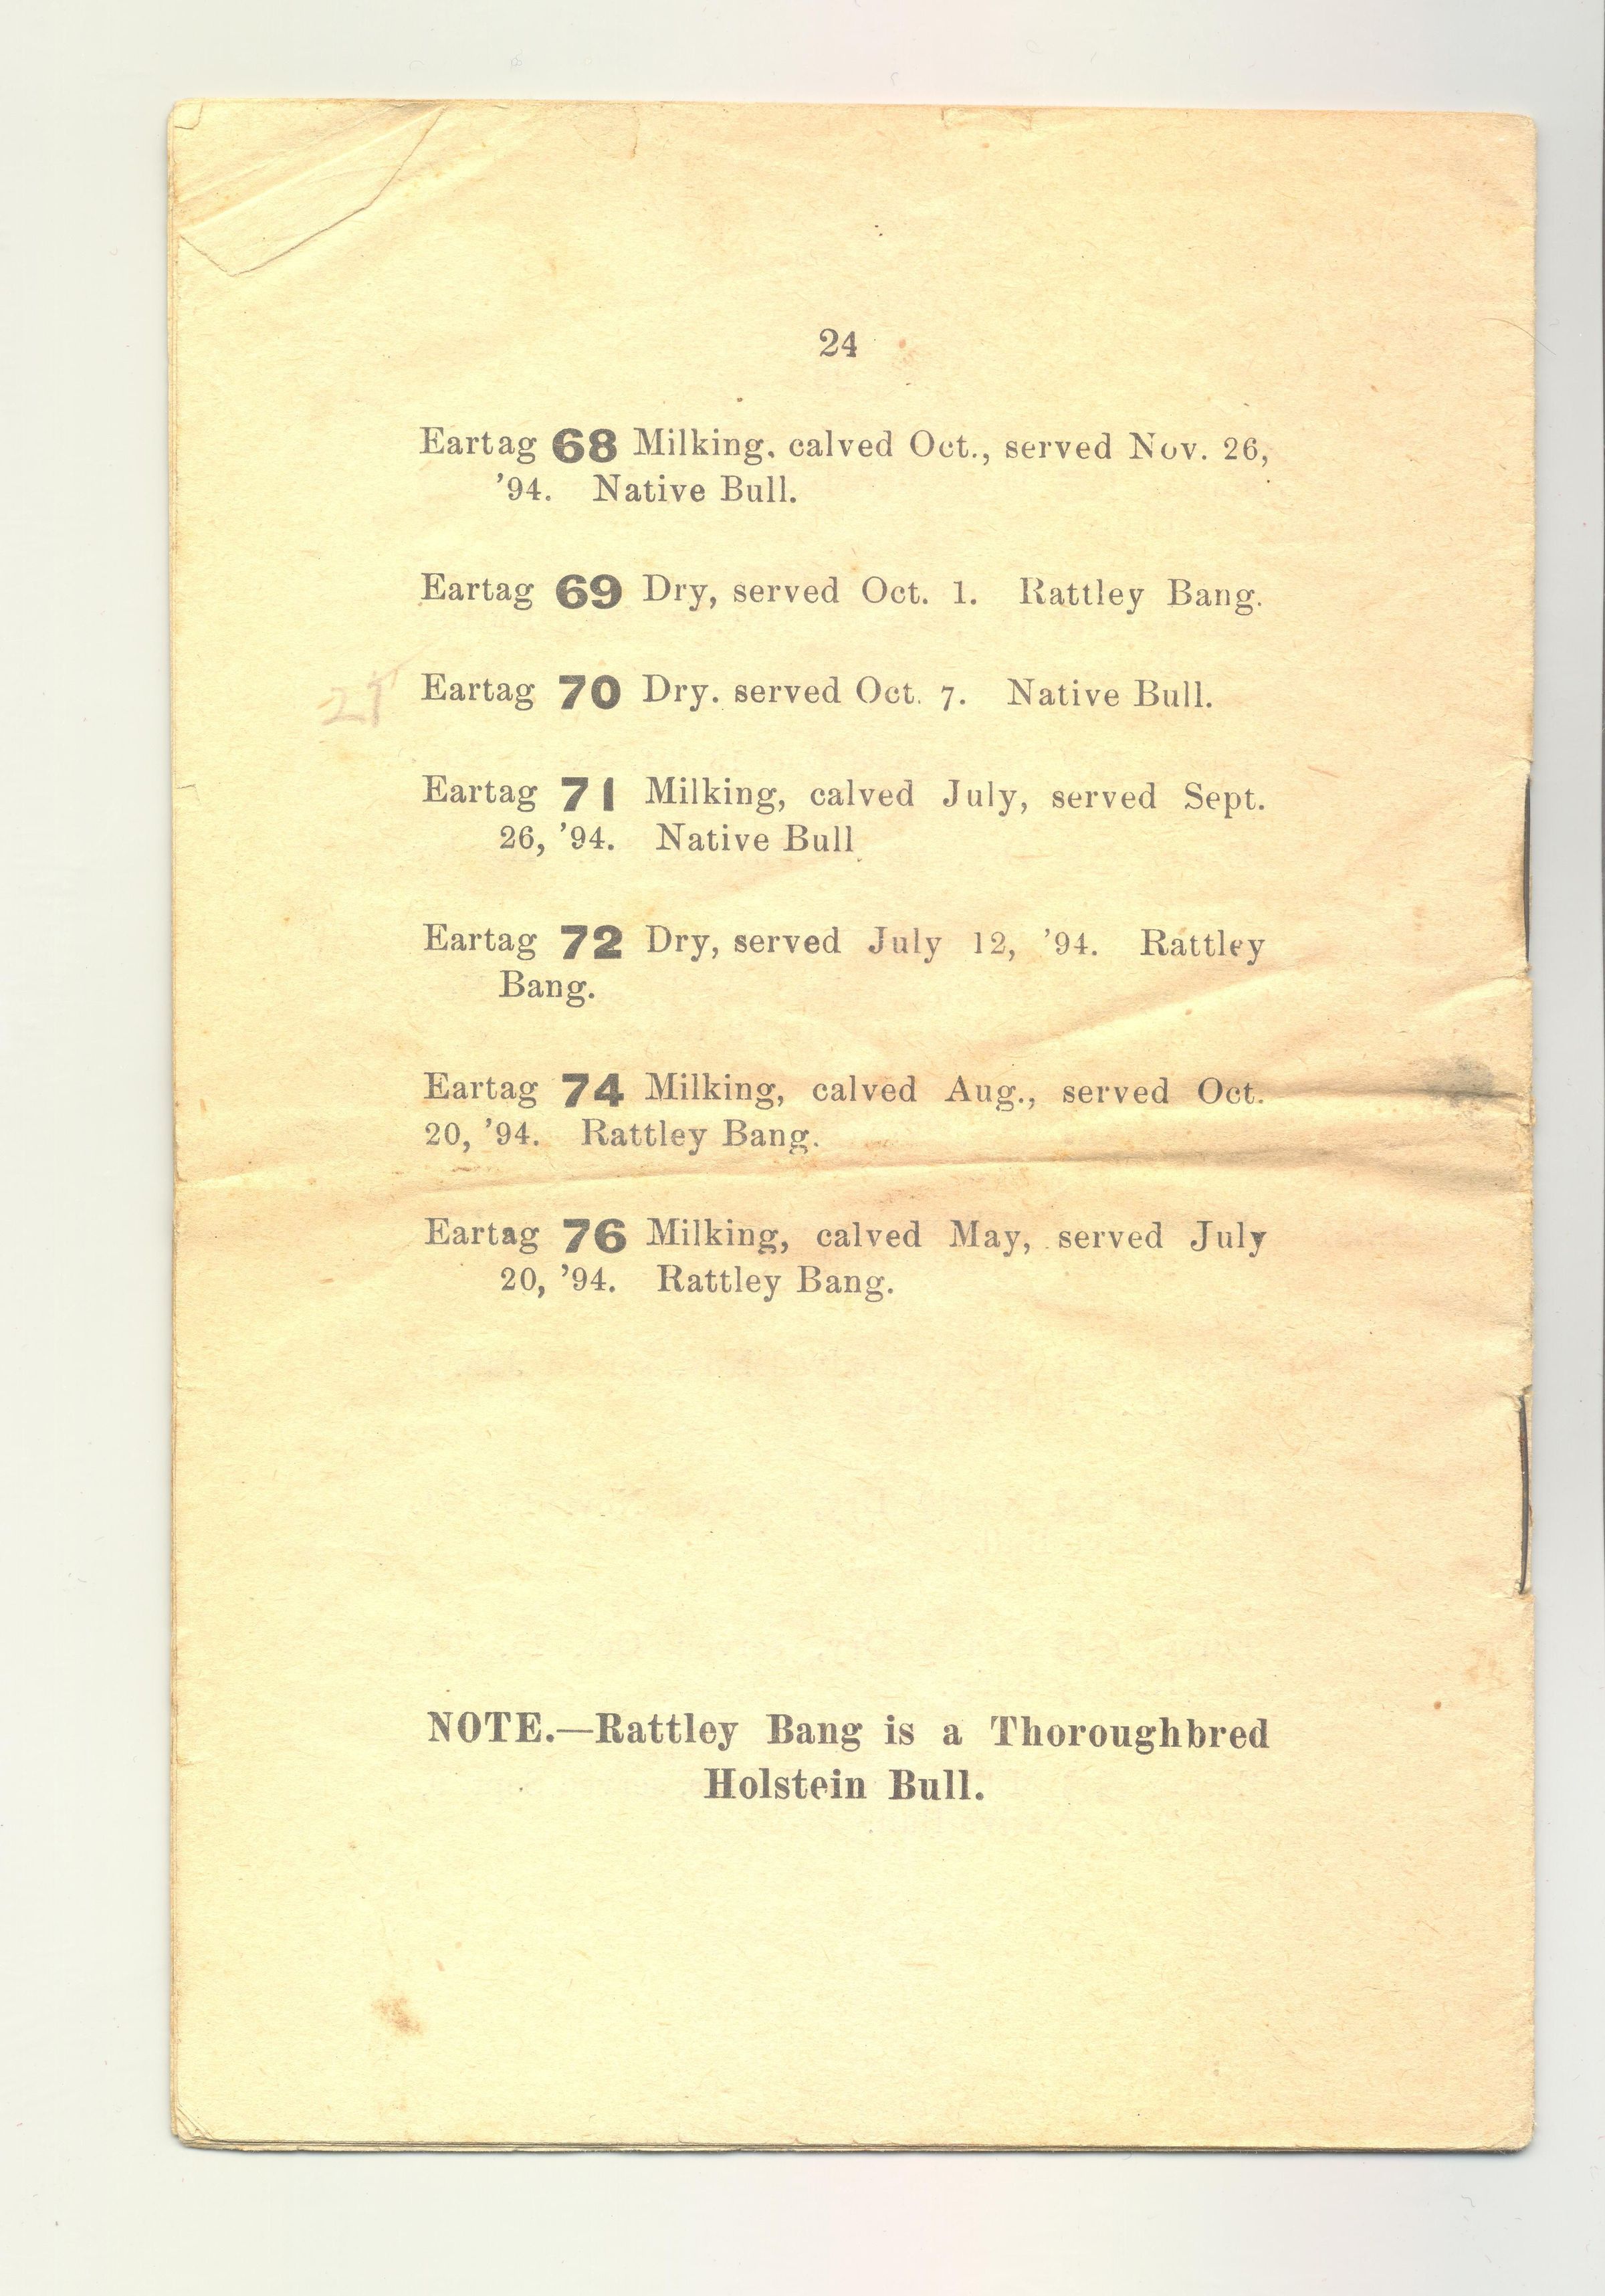 24
Eartag 68 Milking. calved Oct., served Nov. 26,
’94. Native Bull.
Eartag 69 Dry, served Oct. 1. Rattley Bang.
Eartag 70 Dry. served Oct. 7. Native Bull.
Eartag 71 Milking, calved July, served Sept.
26, ’94. Native Bull
Eartag 72 Dry, served July 12, ’94. Rattley
Bang.
Eartag 74 Milking, calved Aug., served Oct.
20, ’94. Rattley Bang.
Eartag 76 Milking, calved May, served July
20, ’94. Rattley Bang.
NOTE.—Rattley Bang is a Thoroughbred
Holstein Bull.